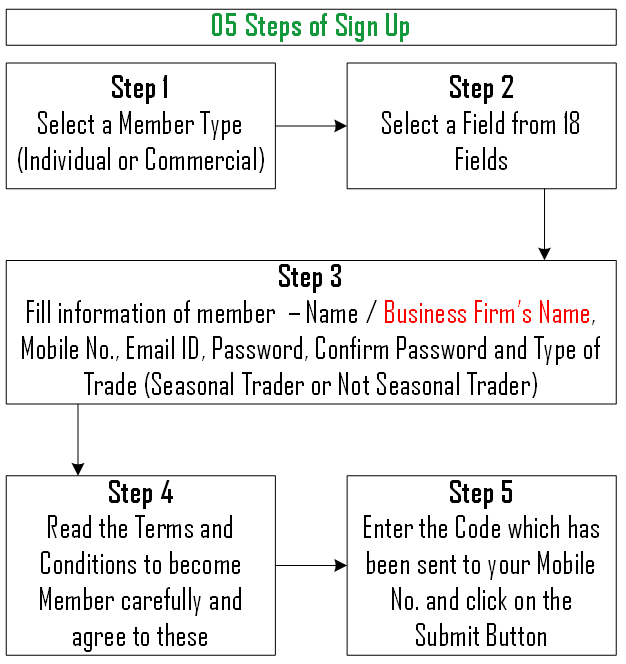 05 Steps of Sign Up
Step 1
Select a Member Type
(Individual or Commercial)
Step 2
Select a Field from 18
Fields
Step 3
Fill information of member – Name / Business Firm's Name,
Mobile No., Email ID, Password, Confirm Password and Type of
Trade (Seasonal Trader or Not Seasonal Trader)
Step 4
Read the Terms and
Conditions to become
Member carefully and
agree to these
Step 5
Enter the Code which has
been sent to your Mobile
No. and click on the
Submit Button